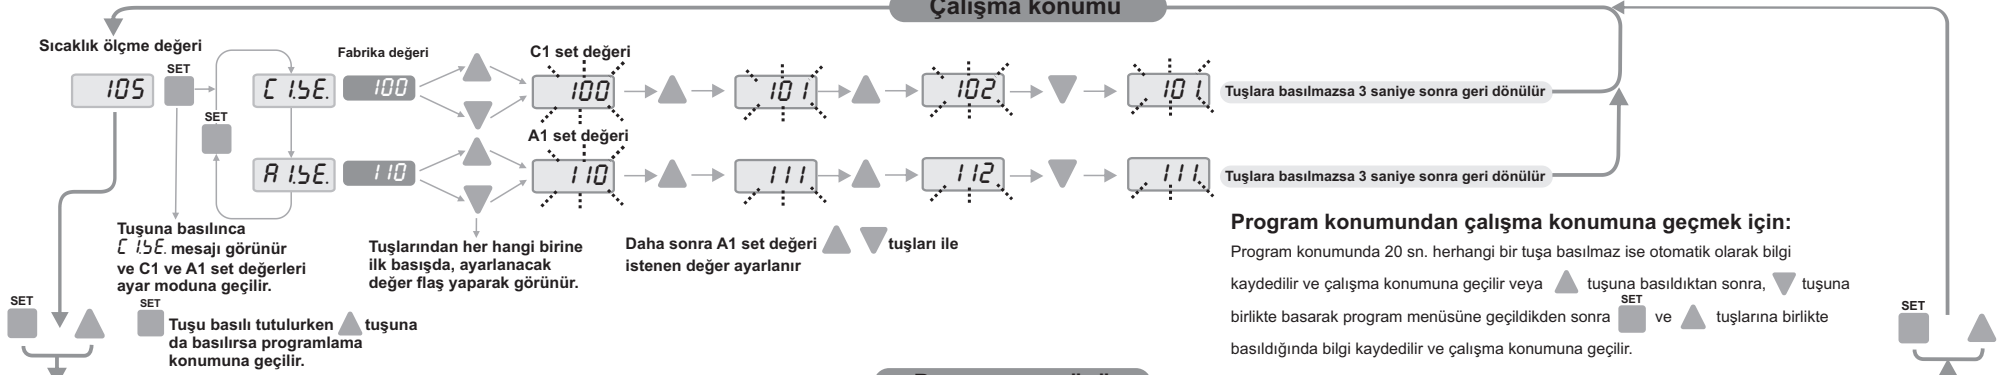 Çalışma konumu
Sıcaklık ölçme değeri
Fabrika değeri
C1 set değeri
SET
105
C1.SE.
100
100
101
102
101.
Tuşlara basılmazsa 3 saniye sonra geri dönülür
SET
A1 set değeri
A1.SE.
110
110
111
112
111.
Tuşlara basılmazsa 3 saniye sonra geri dönülür
Tuşuna basılınca
C1.SE. mesajı görünür
ve C1 ve A1 set değerleri
ayar moduna geçilir.
Tuşlarından her hangi birine
ilk basışda, ayarlanacak
değer flaş yaparak görünür.
Daha sonra A1 set değeri tuşları ile
istenen değer ayarlanır
SET
SET
Tuşu basılı tutulurken tuşuna
da basılırsa programlama
konumuna geçilir.
Program konumundan çalışma konumuna geçmek için:
Program konumunda 20 sn. herhangi bir tuşa basılmaz ise otomatik olarak bilgi
kaydedilir ve çalışma konumuna geçilir veya tuşuna basıldıktan sonra, tuşuna
SET
birlikte basarak program menüsüne geçildikden sonra ve tuşlarına birlikte
basıldığında bilgi kaydedilir ve çalışma konumuna geçilir.
SET